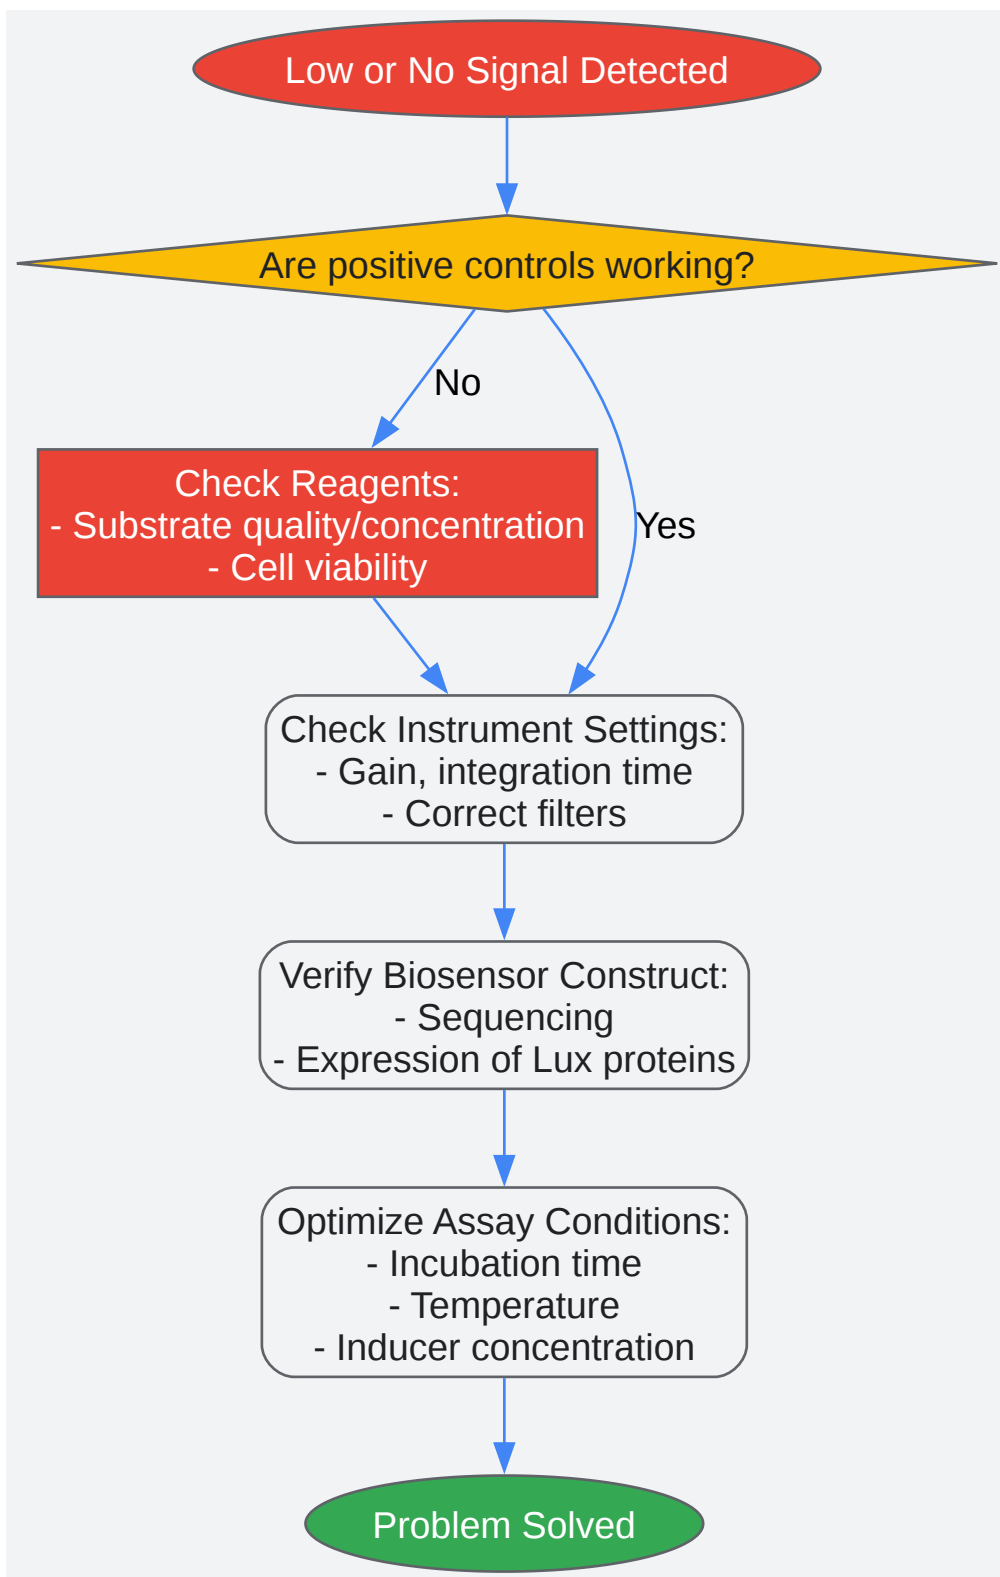 Low or No Signal Detected
Are positive controls working?
No
Check Reagents:
- Substrate quality/concentration
- Cell viability
Yes
Check Instrument Settings:
- Gain, integration time
- Correct filters
Verify Biosensor Construct:
- Sequencing
- Expression of Lux proteins
Optimize Assay Conditions:
- Incubation time
- Temperature
- Inducer concentration
Problem Solved